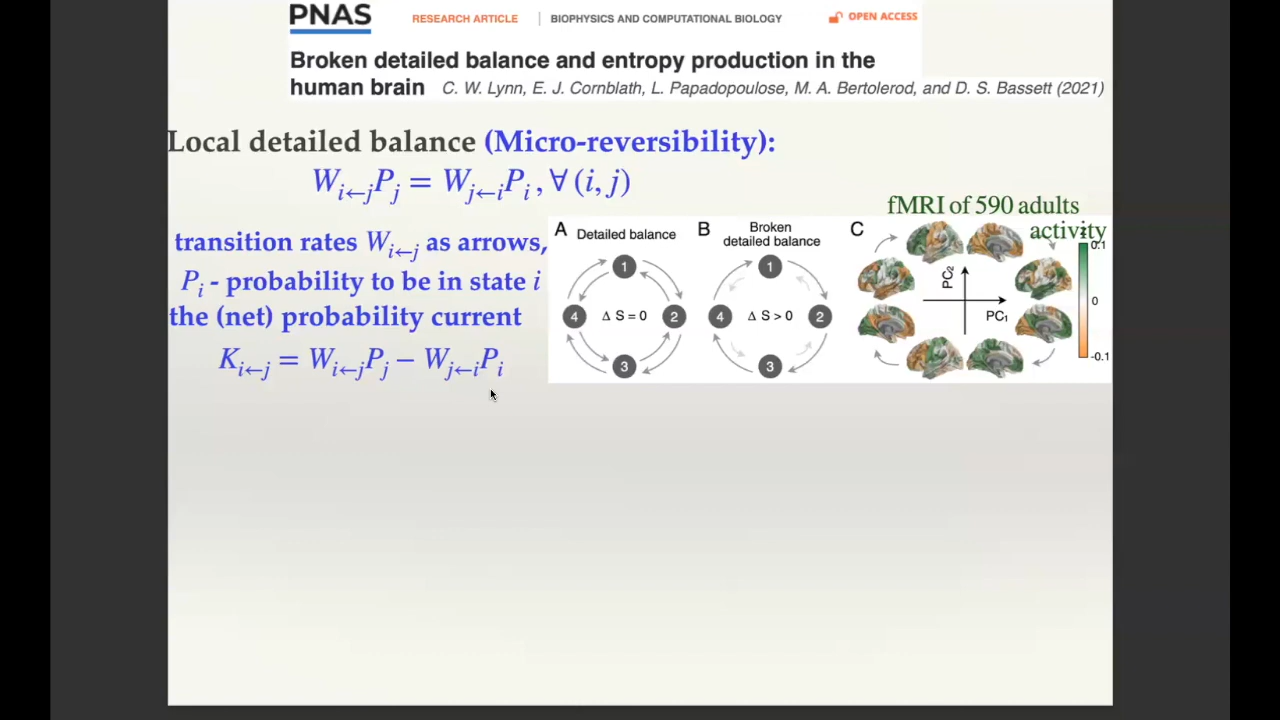 PNAS RESEARCH ARTICLE | BIOPHYSICS AND COMPUTATIONAL BIOLOGY OPEN ACCESS
Broken detailed balance and entropy production in the
human brain C. W. Lynn, E. J. Cornblath, L. Papadopoulose, M. A. Bertolerod, and D. S. Bassett (2021)
Local detailed balance (Micro-reversibility):
W_{i←j}P_j = W_{j←i}P_i , ∀ (i, j)
transition rates W_{i←j} as arrows,
P_i - probability to be in state i
the (net) probability current
K_{i←j} = W_{i←j}P_j − W_{j←i}P_i
fMRI of 590 adults
activity
A Detailed balance
1
4 Δ S = 0 2
3
B Broken
detailed balance
1
4 Δ S > 0 2
3
C
PC₂
PC₁
0.1
0
-0.1